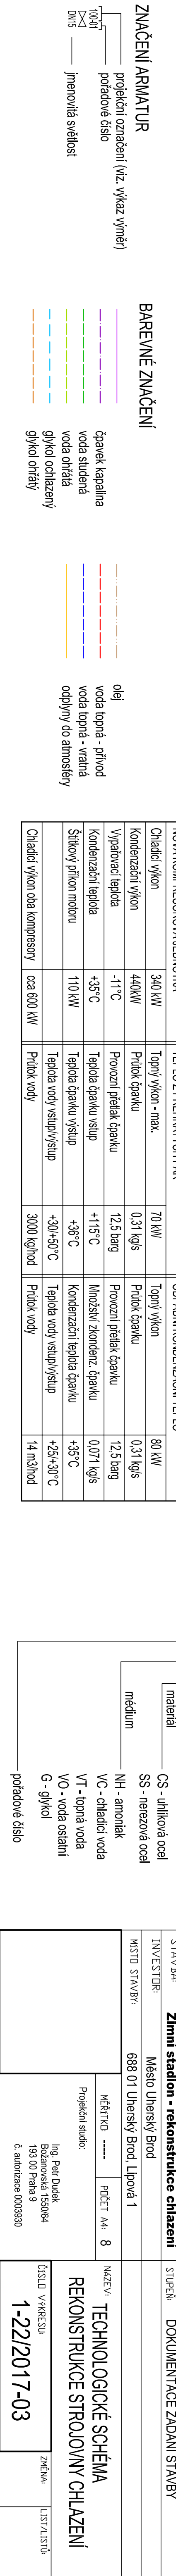 ZNAČENÍ ARMATUR
100-01
DN15
projekční označení (viz. výkaz výměr)
pořadové číslo
jmenovitá světlost
BAREVNÉ ZNAČENÍ
čpavek kapalina
voda studená
voda ohřátá
glykol ochlazený
glykol ohřátý
olej
voda topná - přívod
voda topná - vratná
odplyny do atmosféry
Chladicí výkon 340 kW Topný výkon - max. 70 kW Topný výkon 80 kW
Kondenzační výkon 440kW Průtok čpavku 0,31 kg/s Průtok čpavku 0,31 kg/s
Vypařovací teplota -11°C Provozní přetlak čpavku 12,5 barg Provozní přetlak čpavku 12,5 barg
Kondenzační teplota +35°C Teplota čpavku vstup +115°C Množství zkondenz. čpavku 0,071 kg/s
Štítkový příkon motoru 110 kW Teplota čpavku výstup +36°C Kondenzační teplota čpavku +35°C
Teplota vody vstup/výstup +30/+50°C Teplota vody vstup/výstup +25/+30°C
Chladicí výkon oba kompresory cca 600 kW Průtok vody 3000 kg/hod Průtok vody 14 m3/hod
materiál
CS - uhlíková ocel
SS - nerezová ocel
médium
NH - amoniak
VC - chladicí voda
VT - topná voda
VO - voda ostatní
G - glykol
pořadové číslo
STAVBA: Zimní stadion - rekonstrukce chlazení
STUPEŇ: DOKUMENTACE ZADÁNÍ STAVBY
INVESTOR: Město Uherský Brod
MÍSTO STAVBY: 688 01 Uherský Brod, Lipová 1
MĚŘÍTKO: ----- POČET A4: 8
NÁZEV: TECHNOLOGICKÉ SCHÉMA
REKONSTRUKCE STROJOVNY CHLAZENÍ
Projekční studio:
Ing. Petr Dudek
Božanovská 1550/64
193 00 Praha 9
č. autorizace 0003930
ČÍSLO VÝKRESU: ZMĚNA: LIST/LISTŮ:
1-22/2017-03